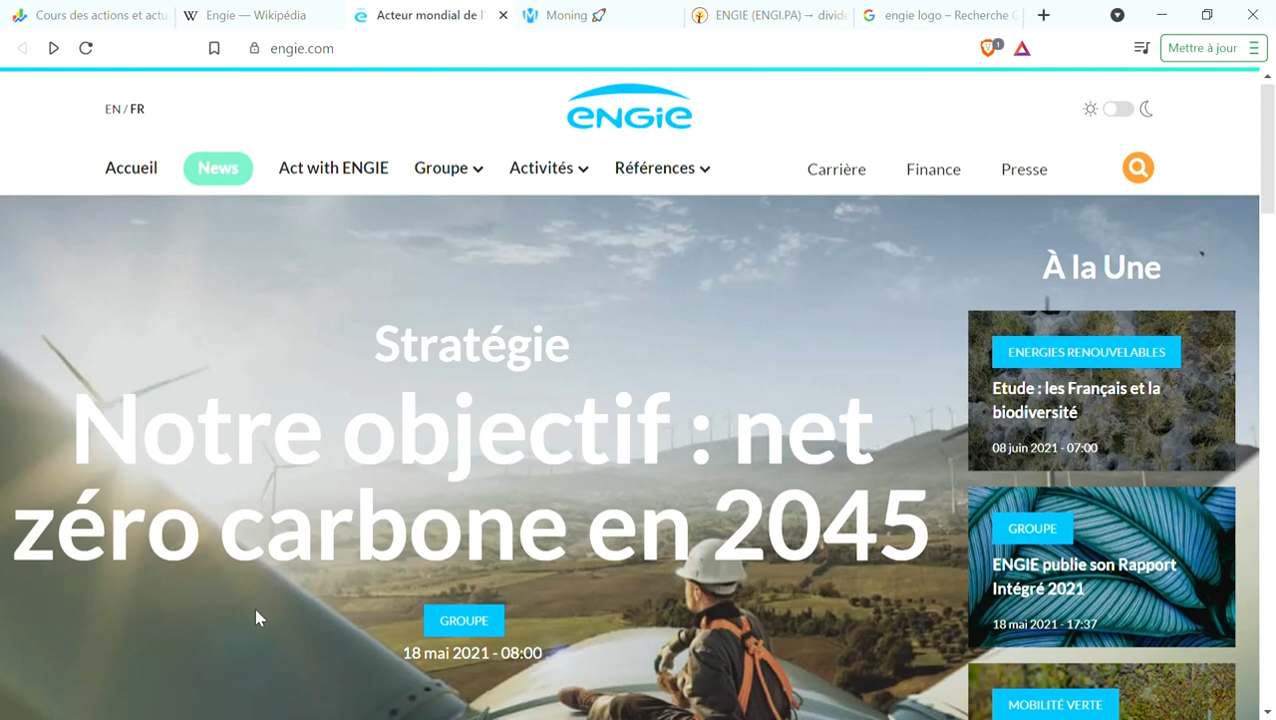 Cours des actions et actu
Engie — Wikipédia
Acteur mondial de l'
Moning
ENGIE (ENGI.PA) → divide
engie logo – Recherche G
engie.com
1
Mettre à jour
EN / FR
ENGIE
Accueil
News
Act with ENGIE
Groupe
Activités
Références
Carrière
Finance
Presse
Stratégie
Notre objectif : net
zéro carbone en 2045
GROUPE
18 mai 2021 - 08:00
À la Une
ENERGIES RENOUVELABLES
Etude : les Français et la
biodiversité
08 juin 2021 - 07:00
GROUPE
ENGIE publie son Rapport
Intégré 2021
18 mai 2021 - 17:37
MOBILITÉ VERTE